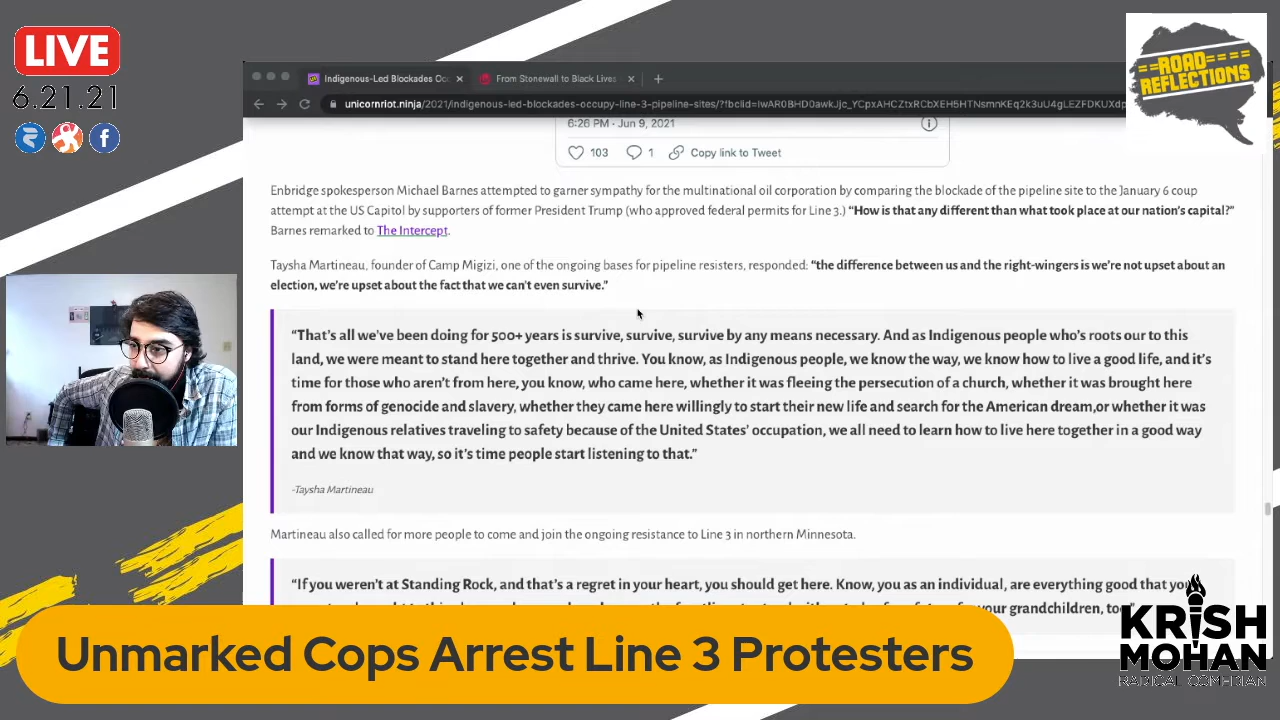 LIVE
6.21.21
==ROAD====
REFLECTIONS
====
Indigenous-Led Blockades Oc
From Stonewall to Black Lives
unicornriot.ninja/2021/indigenous-led-blockades-occupy-line-3-pipeline-sites/?fbclid=
6:26 PM · Jun 9, 2021
103 1 Copy link to Tweet
Enbridge spokesperson Michael Barnes attempted to garner sympathy for the multinational oil corporation by comparing the blockade of the pipeline site to the January 6 coup
attempt at the US Capitol by supporters of former President Trump (who approved federal permits for Line 3.) “How is that any different than what took place at our nation’s capital?”
Barnes remarked to The Intercept.
Taysha Martineau, founder of Camp Migizi, one of the ongoing bases for pipeline resisters, responded: “the difference between us and the right-wingers is we’re not upset about an
election, we’re upset about the fact that we can’t even survive.”
“That’s all we’ve been doing for 500+ years is survive, survive, survive by any means necessary. And as Indigenous people who’s roots our to this
land, we were meant to stand here together and thrive. You know, as Indigenous people, we know the way, we know how to live a good life, and it’s
time for those who aren’t from here, you know, who came here, whether it was fleeing the persecution of a church, whether it was brought here
from forms of genocide and slavery, whether they came here willingly to start their new life and search for the American dream,or whether it was
our Indigenous relatives traveling to safety because of the United States’ occupation, we all need to learn how to live here together in a good way
and we know that way, so it’s time people start listening to that.”
-Taysha Martineau
Martineau also called for more people to come and join the ongoing resistance to Line 3 in northern Minnesota.
“If you weren’t at Standing Rock, and that’s a regret in your heart, you should get here. Know, you as an individual, are everything good that you
your grandchildren, too
Unmarked Cops Arrest Line 3 Protesters
KRISH
MOHAN
RADICAL COMEDIAN